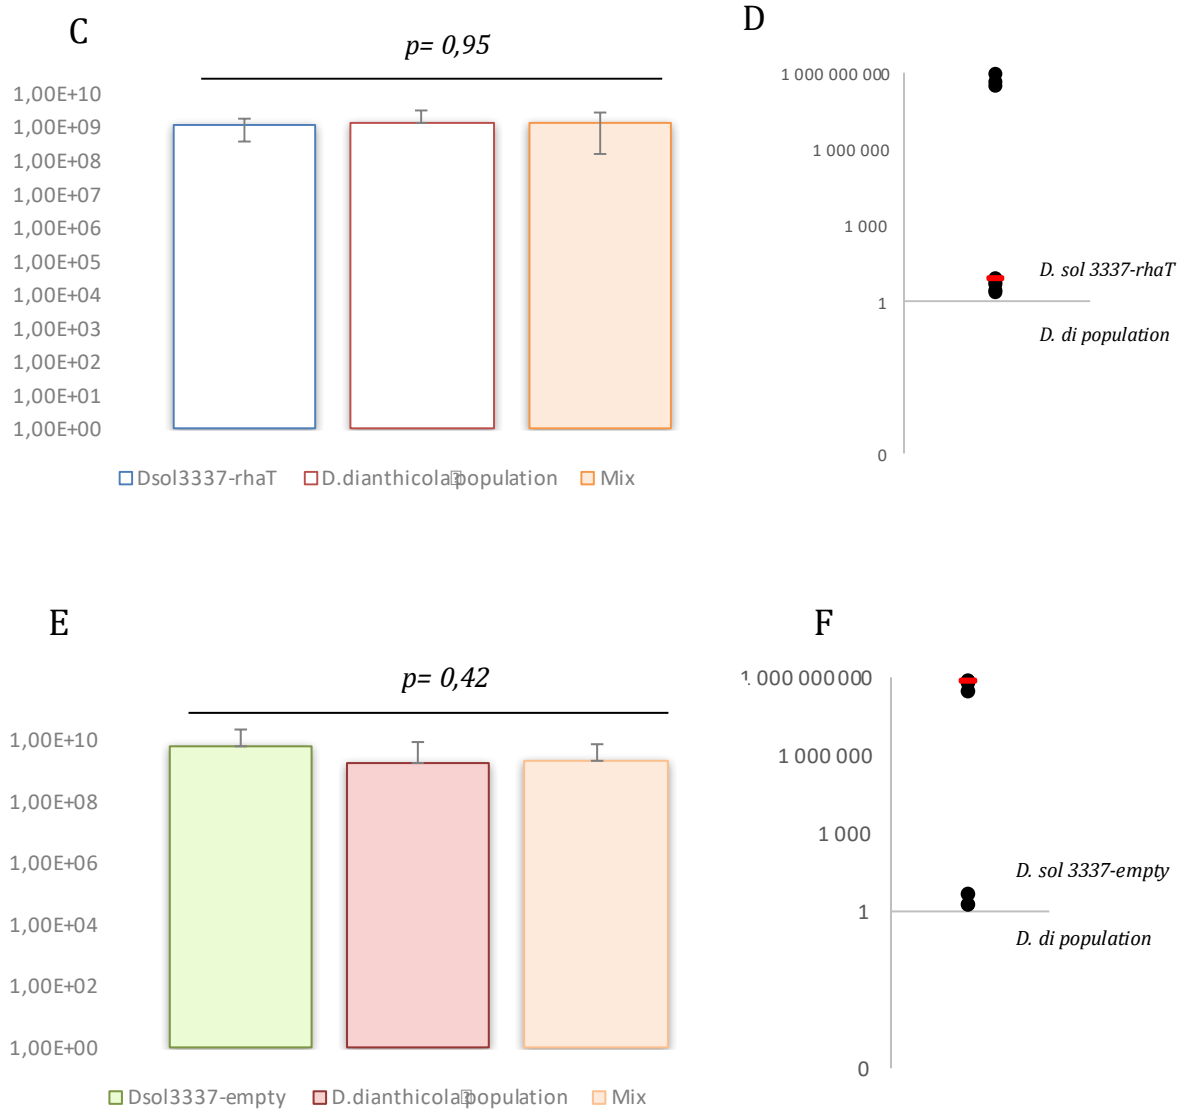 C
p= 0,95
1,00E+10
1,00E+09
1,00E+08
1,00E+07
1,00E+06
1,00E+05
1,00E+04
1,00E+03
1,00E+02
1,00E+01
1,00E+00
Dsol3337-rhaT D.dianthicola population Mix
D
1 000 000 000
1 000 000
1 000
1
0
D. sol 3337-rhaT
D. di population
E
p= 0,42
1,00E+10
1,00E+08
1,00E+06
1,00E+04
1,00E+02
1,00E+00
Dsol3337-empty D.dianthicola population Mix
F
1 000 000 000
1 000 000
1 000
1
0
D. sol 3337-empty
D. di population